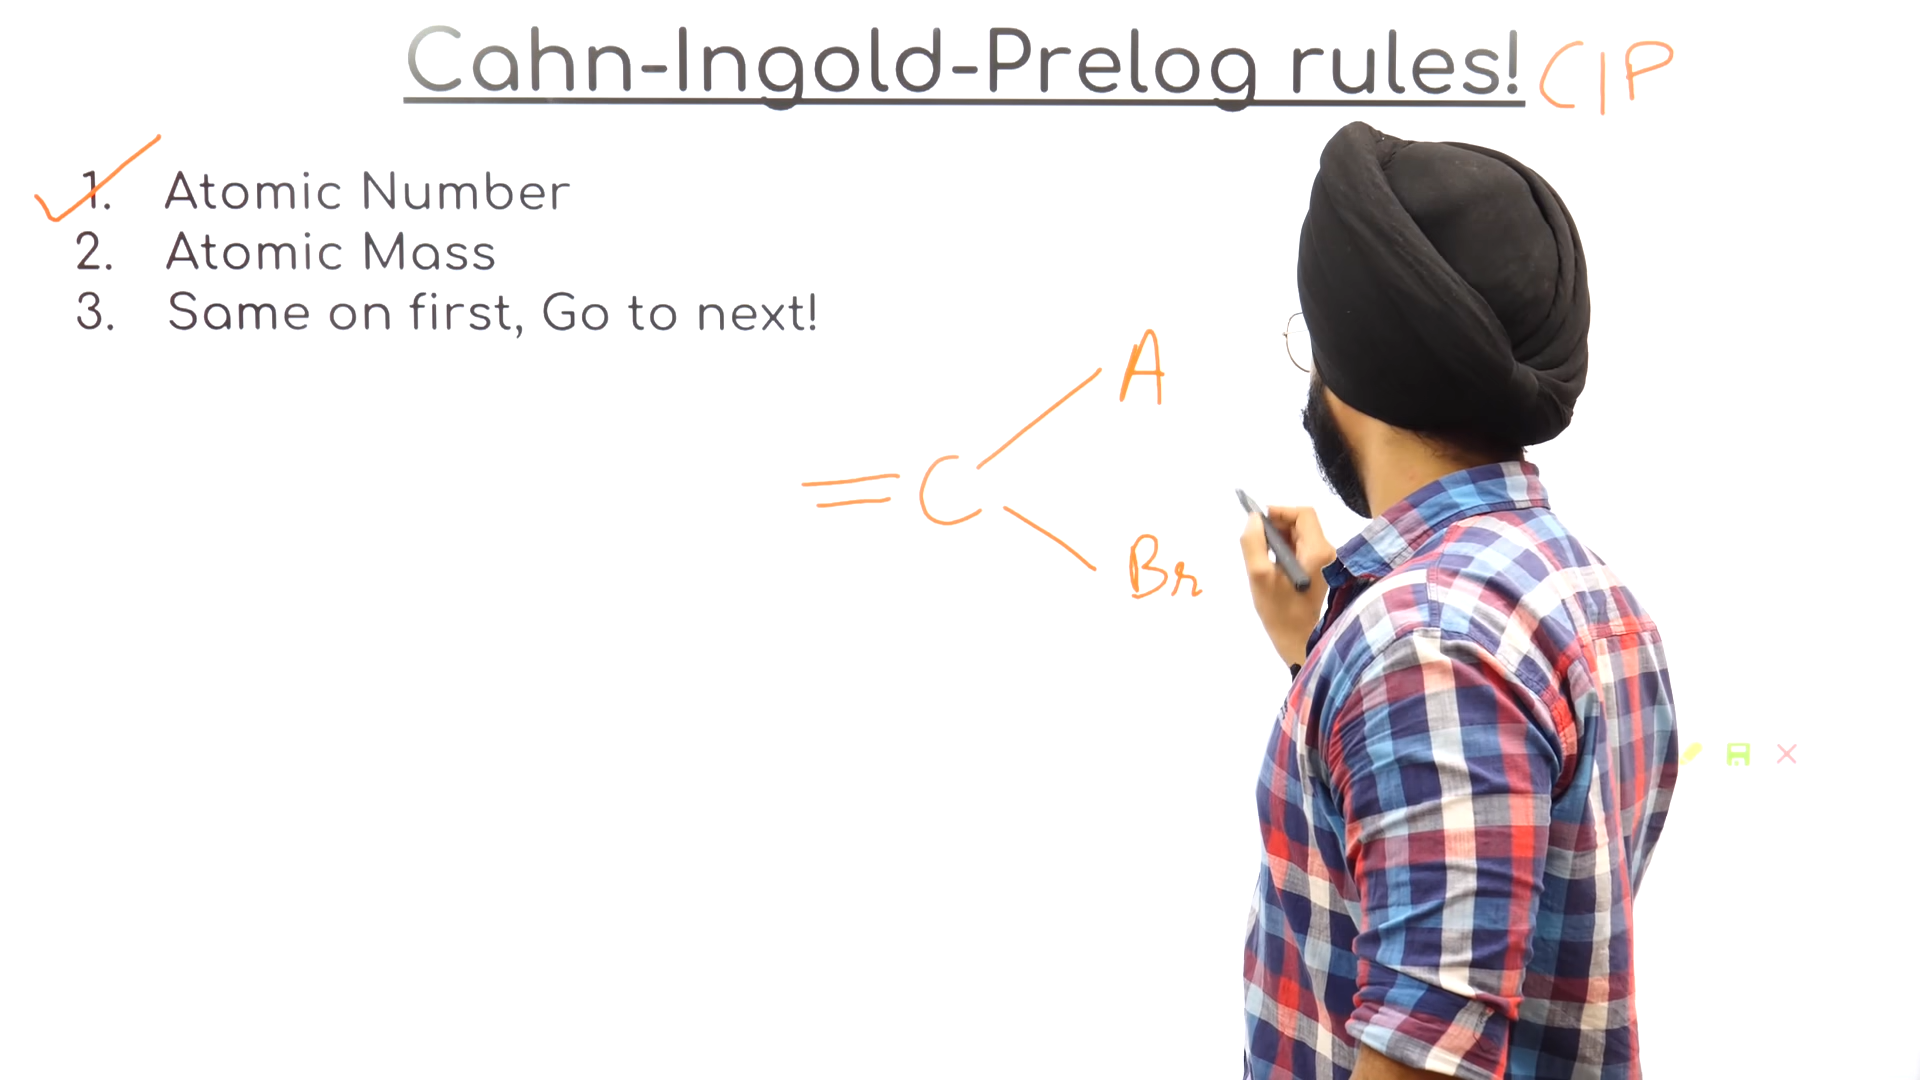 Cahn-Ingold-Prelog rules! CIP
1. Atomic Number
2. Atomic Mass
3. Same on first, Go to next!
A
= C
Br